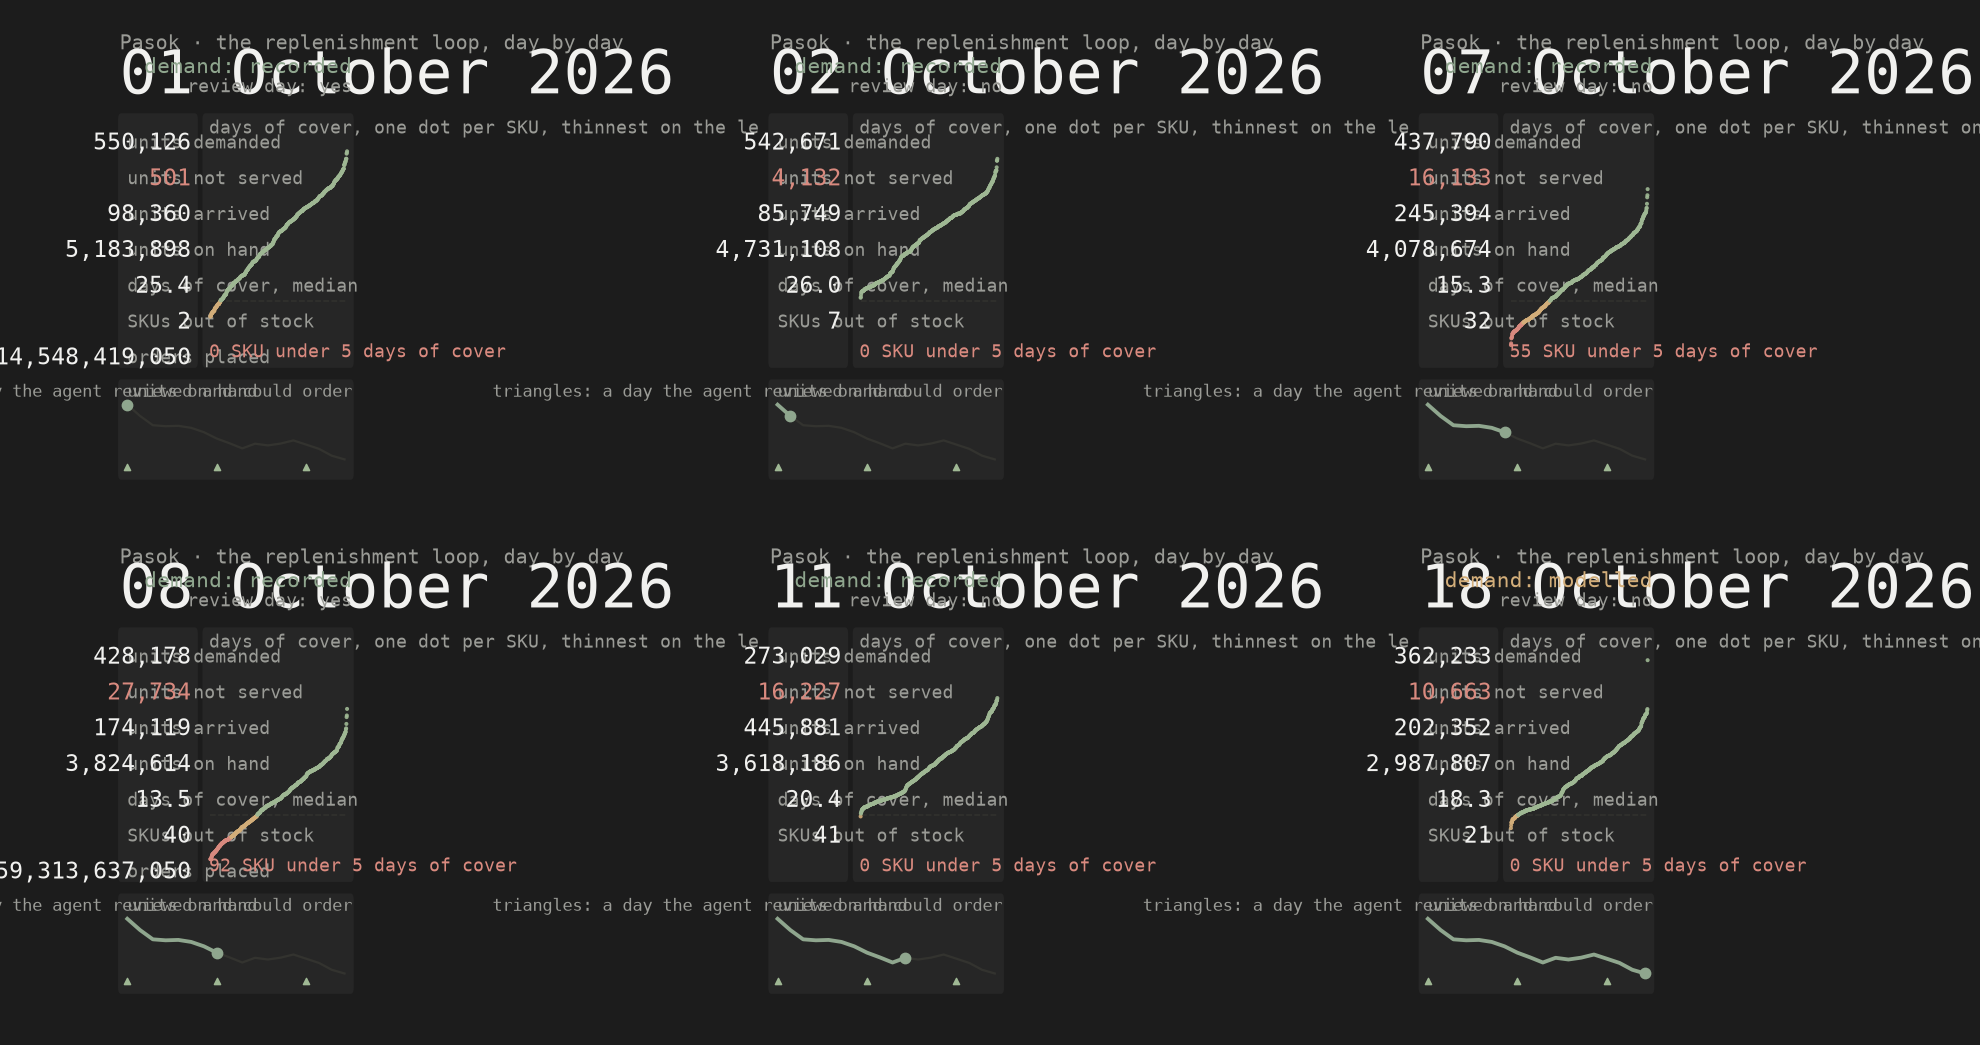 Pasok · the replenishment loop, day by day
01 October 2026
demand: recorded
review day: yes
days of cover, one dot per SKU, thinnest on the le
units demanded 550,126
units not served 501
units arrived 98,360
units on hand 5,183,898
days of cover, median 25.4
SKUs out of stock 2
orders placed 14,548,419,050
0 SKU under 5 days of cover
units on hand
the agent reviewed and could order
Pasok · the replenishment loop, day by day
02 October 2026
demand: recorded
review day: no
days of cover, one dot per SKU, thinnest on the le
units demanded 542,671
units not served 4,132
units arrived 85,749
units on hand 4,731,108
days of cover, median 26.0
SKUs out of stock 7
0 SKU under 5 days of cover
units on hand
triangles: a day the agent reviewed and could order
Pasok · the replenishment loop, day by day
07 October 2026
demand: recorded
review day: no
days of cover, one dot per SKU, thinnest on
units demanded 437,790
units not served 16,133
units arrived 245,394
units on hand 4,078,674
days of cover, median 15.3
SKUs out of stock 32
55 SKU under 5 days of cover
units on hand
triangles: a day the agent reviewed and could order
Pasok · the replenishment loop, day by day
08 October 2026
demand: recorded
review day: yes
days of cover, one dot per SKU, thinnest on the le
units demanded 428,178
units not served 27,734
units arrived 174,119
units on hand 3,824,614
days of cover, median 13.5
SKUs out of stock 40
orders placed 59,313,637,050
92 SKU under 5 days of cover
units on hand
the agent reviewed and could order
Pasok · the replenishment loop, day by day
11 October 2026
demand: recorded
review day: no
days of cover, one dot per SKU, thinnest on the le
units demanded 273,029
units not served 16,227
units arrived 445,881
units on hand 3,618,186
days of cover, median 20.4
SKUs out of stock 41
0 SKU under 5 days of cover
units on hand
triangles: a day the agent reviewed and could order
Pasok · the replenishment loop, day by day
18 October 2026
demand: modelled
review day: no
days of cover, one dot per SKU, thinnest on
units demanded 362,233
units not served 10,663
units arrived 202,352
units on hand 2,987,807
days of cover, median 18.3
SKUs out of stock 21
0 SKU under 5 days of cover
units on hand
triangles: a day the agent reviewed and could order